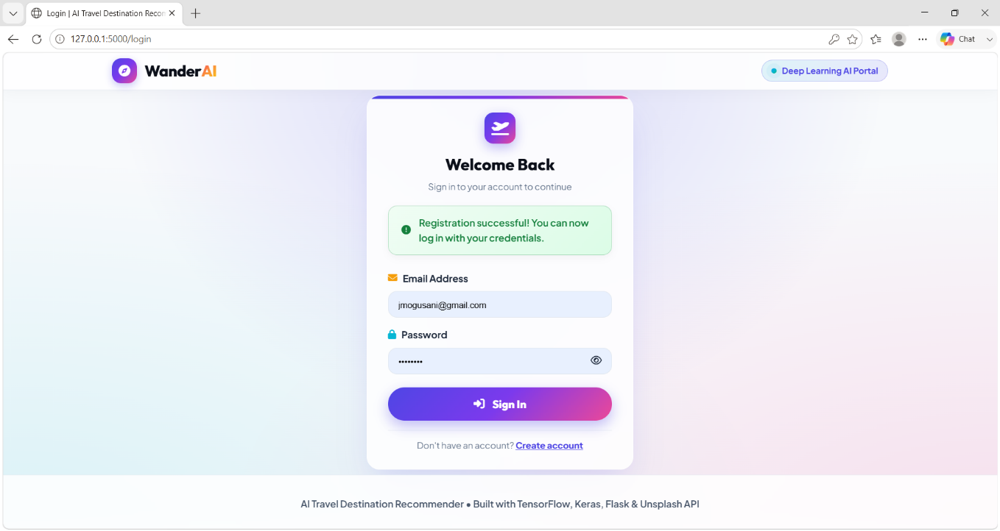 Login | AI Travel Destination Recon
127.0.0.1:5000/login
Chat
WanderAI
Deep Learning AI Portal
Welcome Back
Sign in to your account to continue
Registration successful! You can now
log in with your credentials.
Email Address
jmogusani@gmail.com
Password
••••••••
Sign In
Don't have an account? Create account
AI Travel Destination Recommender • Built with TensorFlow, Keras, Flask & Unsplash API